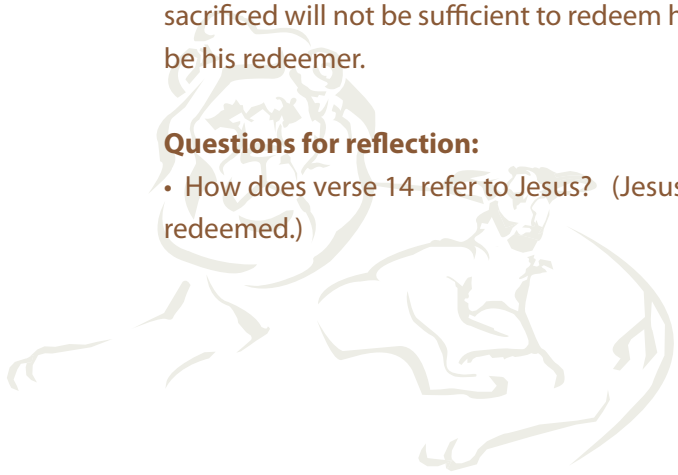 sacrificed will not be sufficient to redeem
be his redeemer.
Questions for reflection:
• How does verse 14 refer to Jesus? (Jesus
redeemed.)